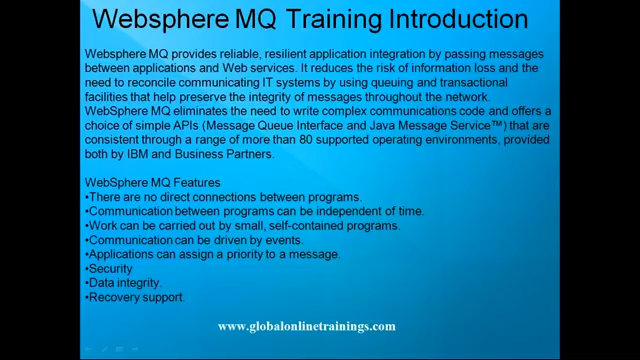 Websphere MQ Training Introduction
Websphere MQ provides reliable, resilient application integration by passing messages
between applications and Web services. It reduces the risk of information loss and the
need to reconcile communicating IT systems by using queuing and transactional
facilities that help preserve the integrity of messages throughout the network.
WebSphere MQ eliminates the need to write complex communications code and offers a
choice of simple APIs (Message Queue Interface and Java Message Service™) that are
consistent through a range of more than 80 supported operating environments, provided
both by IBM and Business Partners.
WebSphere MQ Features
•There are no direct connections between programs.
•Communication between programs can be independent of time.
•Work can be carried out by small, self-contained programs.
•Communication can be driven by events.
•Applications can assign a priority to a message.
•Security
•Data integrity.
•Recovery support.
www.globalonlinetrainings.com